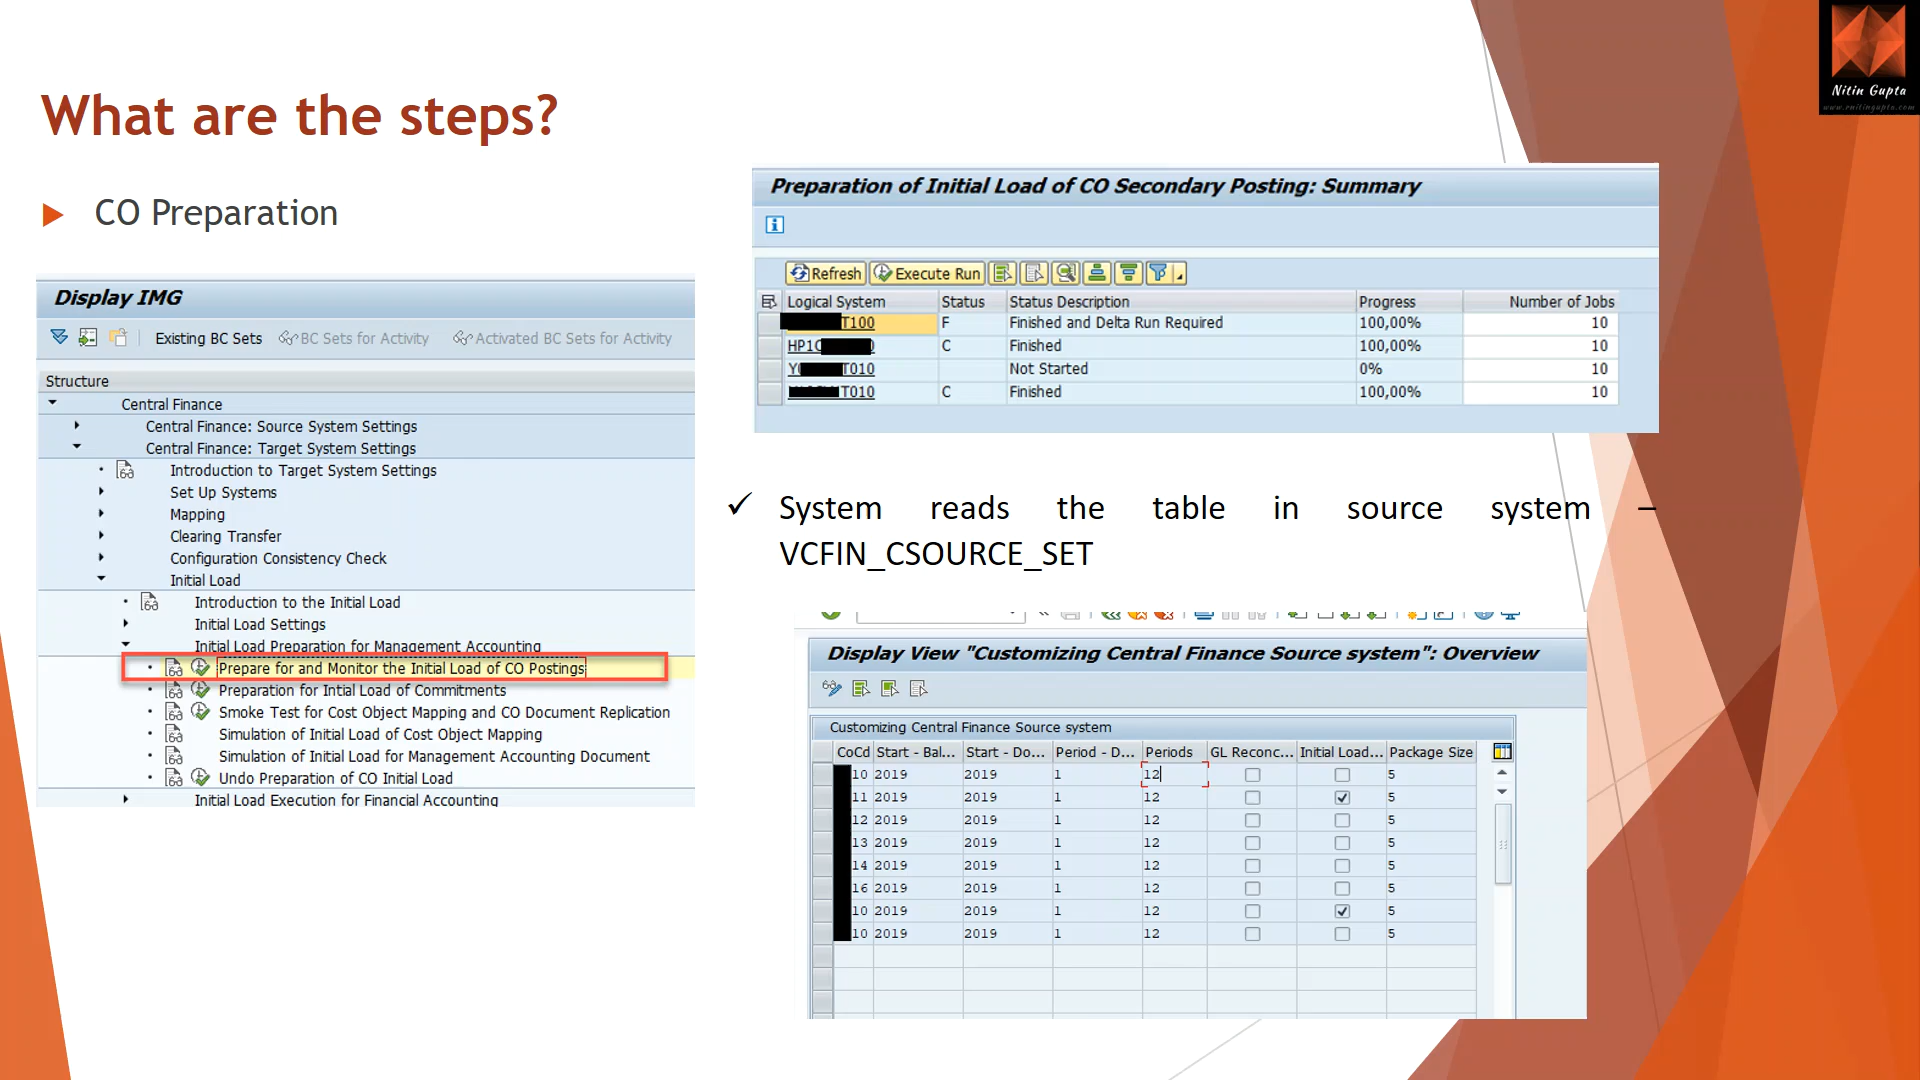 What are the steps?
CO Preparation
Display IMG
Existing BC Sets BC Sets for Activity Activated BC Sets for Activity
Structure
Central Finance
Central Finance: Source System Settings
Central Finance: Target System Settings
Introduction to Target System Settings
Set Up Systems
Mapping
Clearing Transfer
Configuration Consistency Check
Initial Load
Introduction to the Initial Load
Initial Load Settings
Initial Load Preparation for Management Accounting
Prepare for and Monitor the Initial Load of CO Postings
Preparation for Intial Load of Commitments
Smoke Test for Cost Object Mapping and CO Document Replication
Simulation of Initial Load of Cost Object Mapping
Simulation of Initial Load for Management Accounting Document
Undo Preparation of CO Initial Load
Initial Load Execution for Financial Accounting
Preparation of Initial Load of CO Secondary Posting: Summary
Refresh Execute Run
Logical System Status Status Description Progress Number of Jobs
T100 F Finished and Delta Run Required 100,00% 10
HP1 C Finished 100,00% 10
Y T010 Not Started 0% 10
T010 C Finished 100,00% 10
✓ System reads the table in source system –
VCFIN_CSOURCE_SET
Display View "Customizing Central Finance Source system": Overview
Customizing Central Finance Source system
CoCd Start - Bal... Start - Do... Period - D... Periods GL Reconc... Initial Load... Package Size
10 2019 2019 1 12 5
11 2019 2019 1 12 5
12 2019 2019 1 12 5
13 2019 2019 1 12 5
14 2019 2019 1 12 5
16 2019 2019 1 12 5
10 2019 2019 1 12 5
10 2019 2019 1 12 5
Nitin Gupta